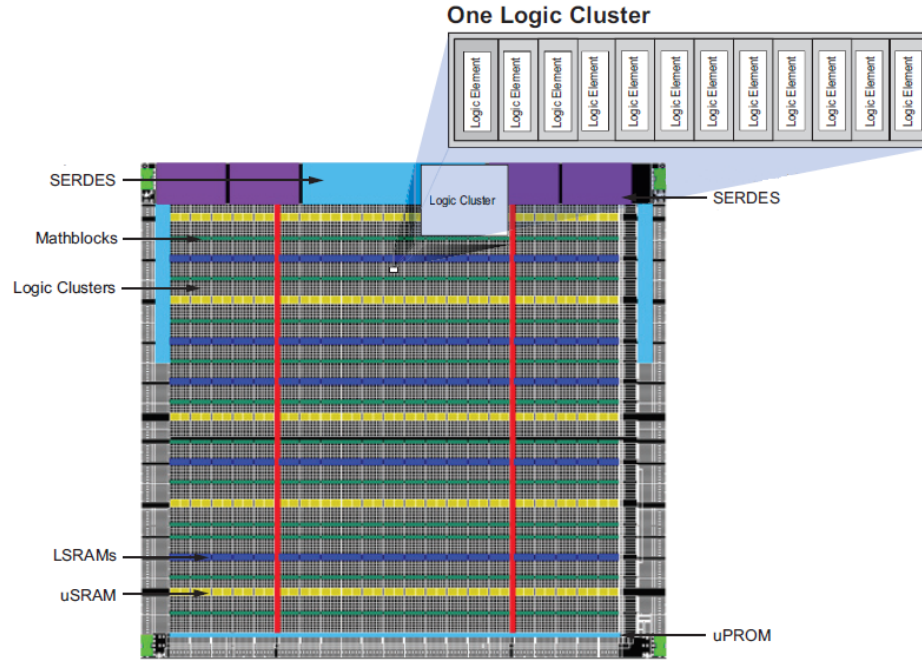 One Logic Cluster
Logic Element
Logic Element
Logic Element
Logic Element
Logic Element
Logic Element
Logic Element
Logic Element
Logic Element
Logic Element
Logic Element
Logic Element
SERDES
Logic Cluster
SERDES
Mathblocks
Logic Clusters
LSRAMs
uSRAM
uPROM